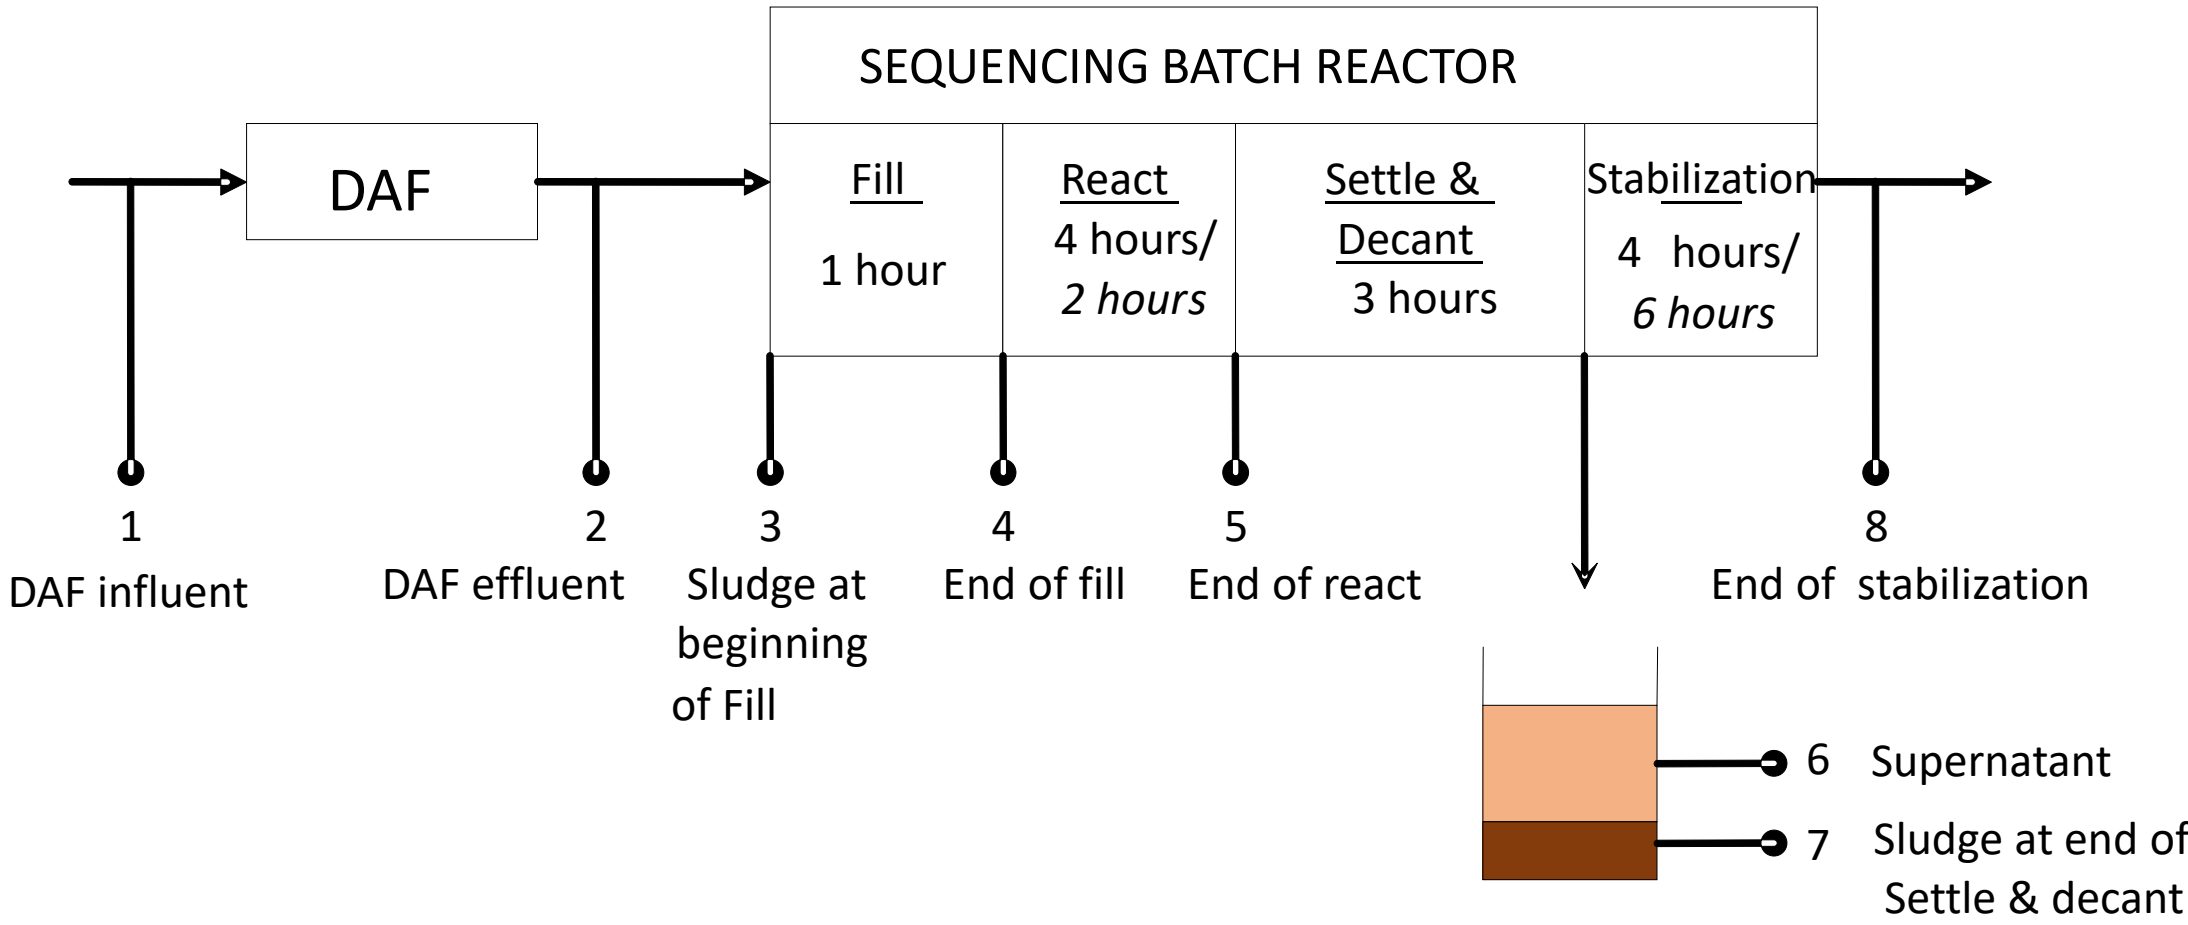 SEQUENCING BATCH REACTOR
DAF
Fill
1 hour
React
4 hours/
2 hours
Settle &
Decant
3 hours
Stabilization
4 hours/
6 hours
1
DAF influent
2
DAF effluent
3
Sludge at
beginning
of Fill
4
End of fill
5
End of react
8
End of stabilization
6 Supernatant
7 Sludge at end of
Settle & decant